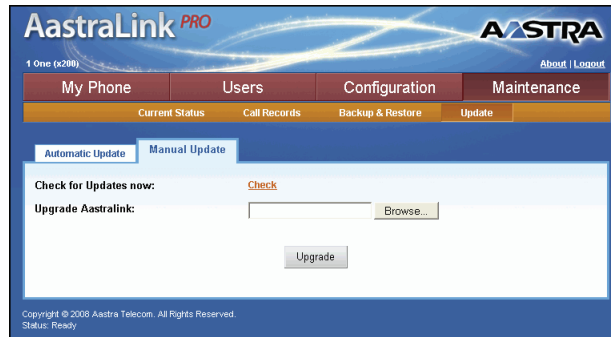 AastraLink PRO
AASTRA
1 One (x200)
About | Logout
My Phone Users Configuration Maintenance
Current Status Call Records Backup & Restore Update
Automatic Update Manual Update
Check for Updates now: Check
Upgrade Aastralink: Browse...
Upgrade
Copyright © 2008 Aastra Telecom. All Rights Reserved.
Status: Ready